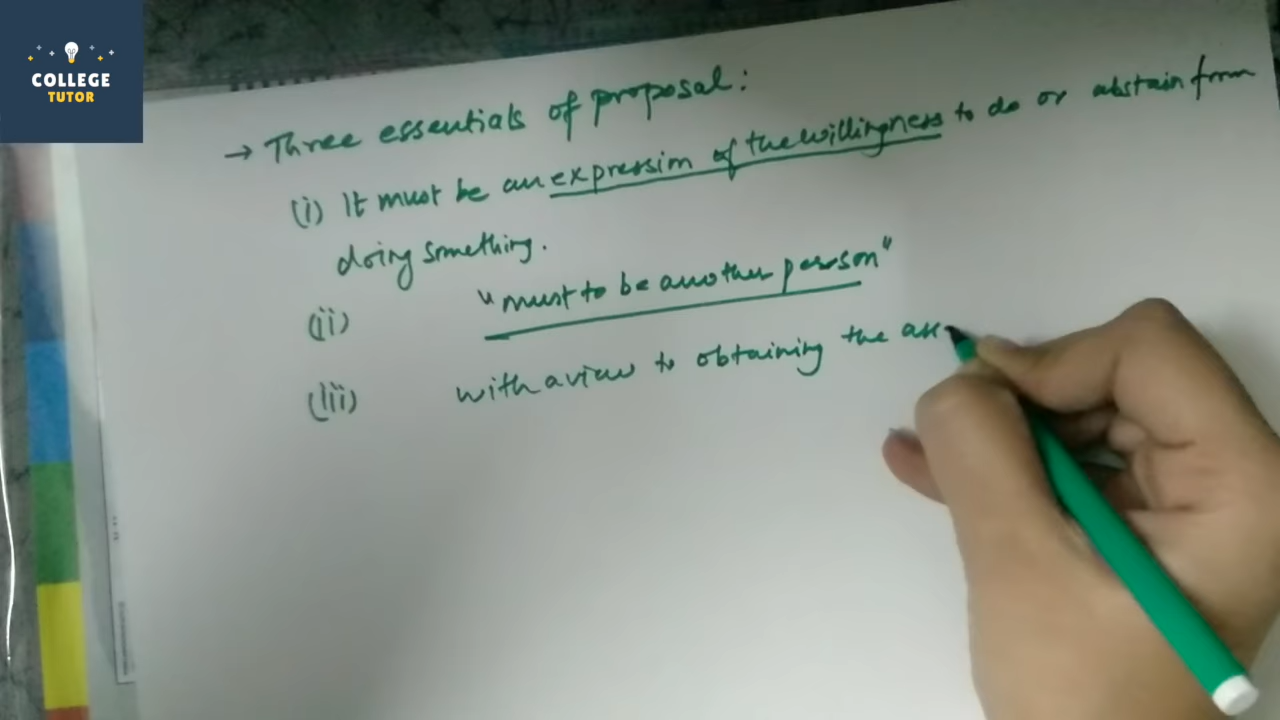 COLLEGE
TUTOR
→ Three essentials of proposal:
(i) It must be an expression of the willingness to do or abstain from
doing something.
(ii) "must to be another person"
(iii) with a view to obtaining the ass